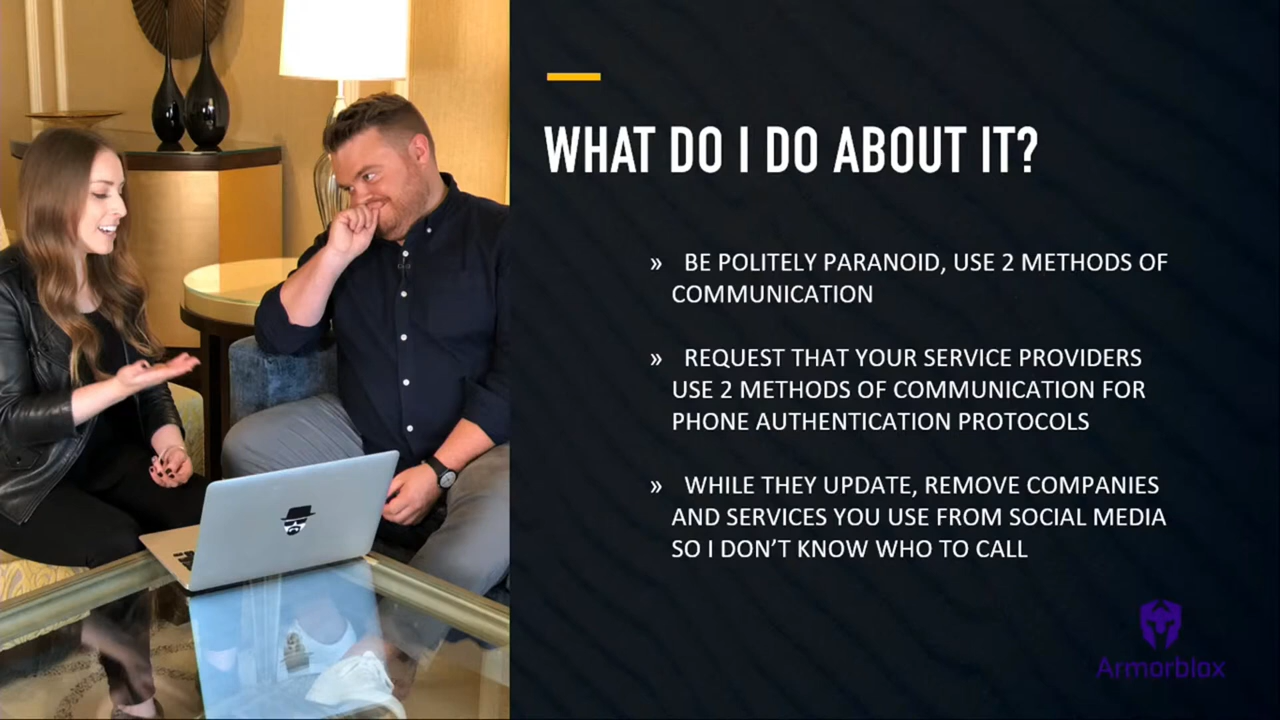 WHAT DO I DO ABOUT IT?
» BE POLITELY PARANOID, USE 2 METHODS OF
COMMUNICATION
» REQUEST THAT YOUR SERVICE PROVIDERS
USE 2 METHODS OF COMMUNICATION FOR
PHONE AUTHENTICATION PROTOCOLS
» WHILE THEY UPDATE, REMOVE COMPANIES
AND SERVICES YOU USE FROM SOCIAL MEDIA
SO I DON’T KNOW WHO TO CALL
Armorblox